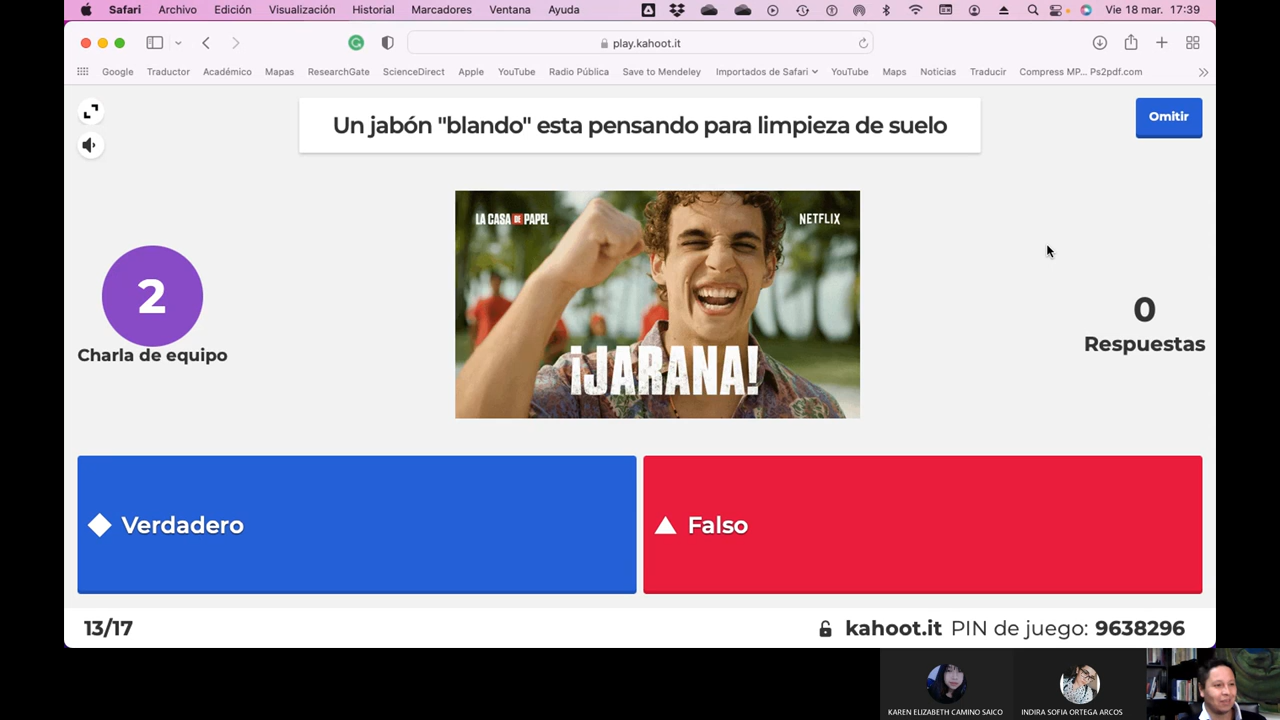 Safari Archivo Edición Visualización Historial Marcadores Ventana Ayuda Vie 18 mar. 17:39
play.kahoot.it
Google Traductor Académico Mapas ResearchGate ScienceDirect Apple YouTube Radio Pública Save to Mendeley Importados de Safari YouTube Maps Noticias Traducir Compress MP... Ps2pdf.com
Un jabón "blando" esta pensando para limpieza de suelo
Omitir
LA CASA DE PAPEL
NETFLIX
¡JARANA!
2
Charla de equipo
0
Respuestas
Verdadero
Falso
13/17
kahoot.it PIN de juego: 9638296
KAREN ELIZABETH CAMINO SAICO
INDIRA SOFIA ORTEGA ARCOS